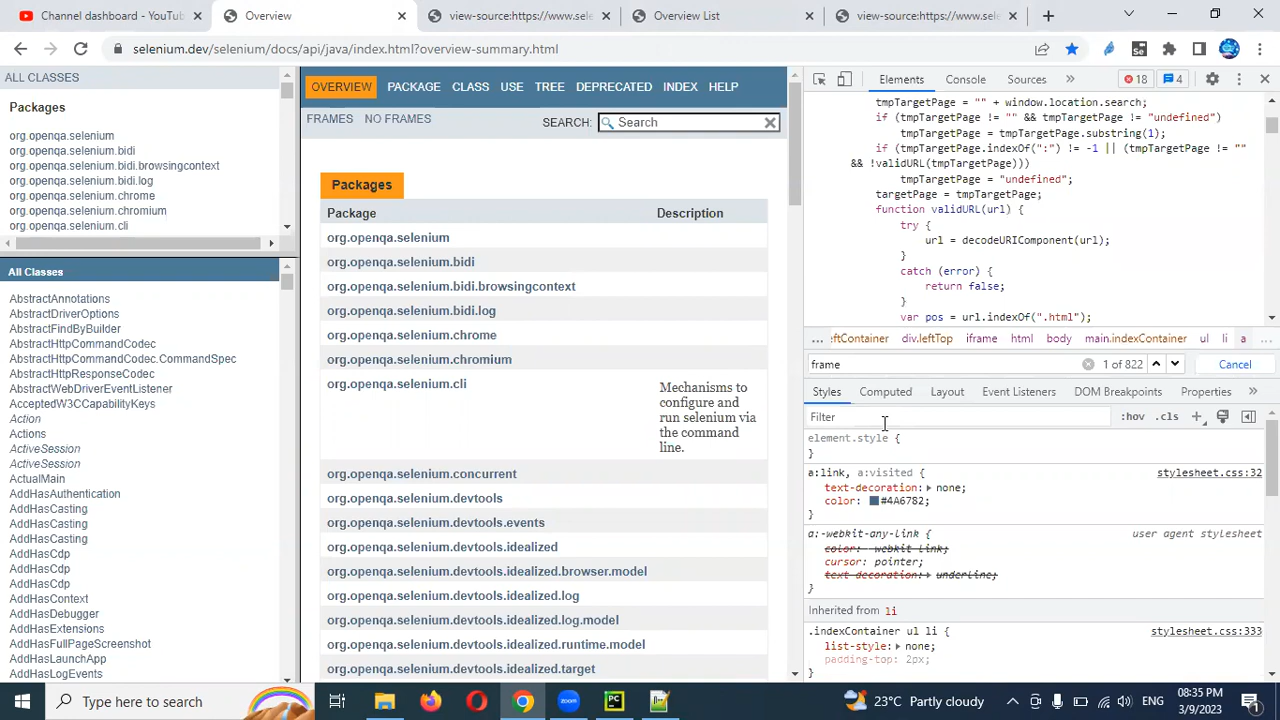 Channel dashboard - YouTu
Overview
view-source:https://www.sele
Overview List
view-source:https://www.sele
selenium.dev/selenium/docs/api/java/index.html?overview-summary.html
ALL CLASSES
Packages
org.openqa.selenium
org.openqa.selenium.bidi
org.openqa.selenium.bidi.browsingcontext
org.openqa.selenium.bidi.log
org.openqa.selenium.chrome
org.openqa.selenium.chromium
org.openqa.selenium.cli
All Classes
AbstractAnnotations
AbstractDriverOptions
AbstractFindByBuilder
AbstractHttpCommandCodec
AbstractHttpCommandCodec.CommandSpec
AbstractHttpResponseCodec
AbstractWebDriverEventListener
AcceptedW3CCapabilityKeys
Action
Actions
ActiveSession
ActiveSession
ActualMain
AddHasAuthentication
AddHasCasting
AddHasCasting
AddHasCasting
AddHasCdp
AddHasCdp
AddHasCdp
AddHasContext
AddHasDebugger
AddHasExtensions
AddHasFullPageScreenshot
AddHasLaunchApp
AddHasLogEvents
OVERVIEW PACKAGE CLASS USE TREE DEPRECATED INDEX HELP
FRAMES NO FRAMES
SEARCH: Search
Packages
Package Description
org.openqa.selenium
org.openqa.selenium.bidi
org.openqa.selenium.bidi.browsingcontext
org.openqa.selenium.bidi.log
org.openqa.selenium.chrome
org.openqa.selenium.chromium
org.openqa.selenium.cli
Mechanisms to
configure and
run selenium via
the command
line.
org.openqa.selenium.concurrent
org.openqa.selenium.devtools
org.openqa.selenium.devtools.events
org.openqa.selenium.devtools.idealized
org.openqa.selenium.devtools.idealized.browser.model
org.openqa.selenium.devtools.idealized.log
org.openqa.selenium.devtools.idealized.log.model
org.openqa.selenium.devtools.idealized.runtime.model
org.openqa.selenium.devtools.idealized.target
Elements Console Sources » 18 4
tmpTargetPage = "" + window.location.search;
if (tmpTargetPage != "" && tmpTargetPage != "undefined")
tmpTargetPage = tmpTargetPage.substring(1);
if (tmpTargetPage.indexOf(":") != -1 || (tmpTargetPage != ""
&& !validURL(tmpTargetPage)))
tmpTargetPage = "undefined";
targetPage = tmpTargetPage;
function validURL(url) {
try {
url = decodeURIComponent(url);
}
catch (error) {
return false;
}
var pos = url.indexOf(".html");
... eftContainer div.leftTop iframe html body main.indexContainer ul li a ...
frame 1 of 822 Cancel
Styles Computed Layout Event Listeners DOM Breakpoints Properties »
Filter :hov .cls +
element.style {
}
a:link, a:visited { stylesheet.css:32
text-decoration: none;
color: #4A6782;
}
a:-webkit-any-link { user agent stylesheet
color: -webkit-link;
cursor: pointer;
text-decoration: underline;
}
Inherited from li
.indexContainer ul li { stylesheet.css:333
list-style: none;
padding-top: 2px;
}
Type here to search
23°C Partly cloudy
ENG
08:35 PM
3/9/2023
1